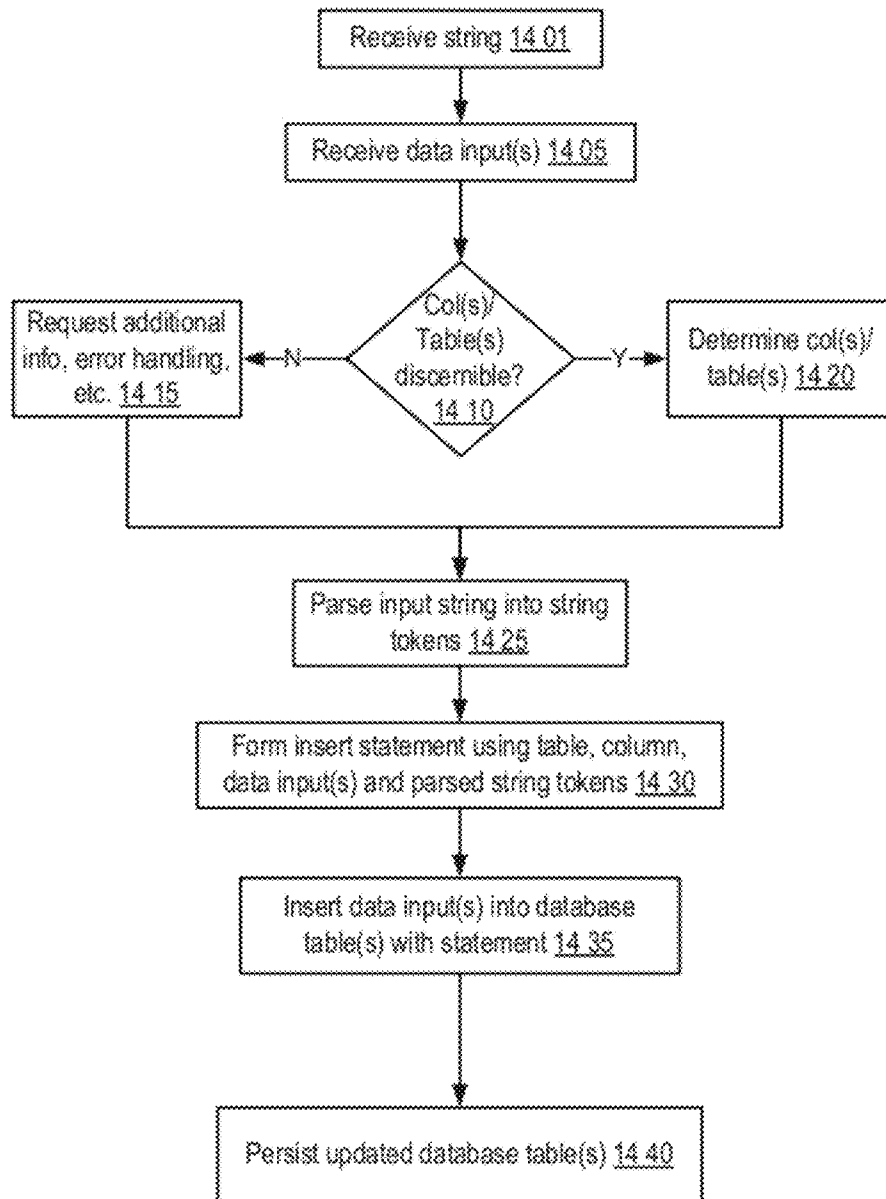 Receive string 14.01
Receive data input(s) 14.05
Col(s)/
Table(s)
discernible?
14.10
Request additional
info, error handling,
etc. 14.15
N
Y
Determine col(s)/
table(s) 14.20
Parse input string into string
tokens 14.25
Form insert statement using table, column,
data input(s) and parsed string tokens 14.30
Insert data input(s) into database
table(s) with statement 14.35
Persist updated database table(s) 14.40